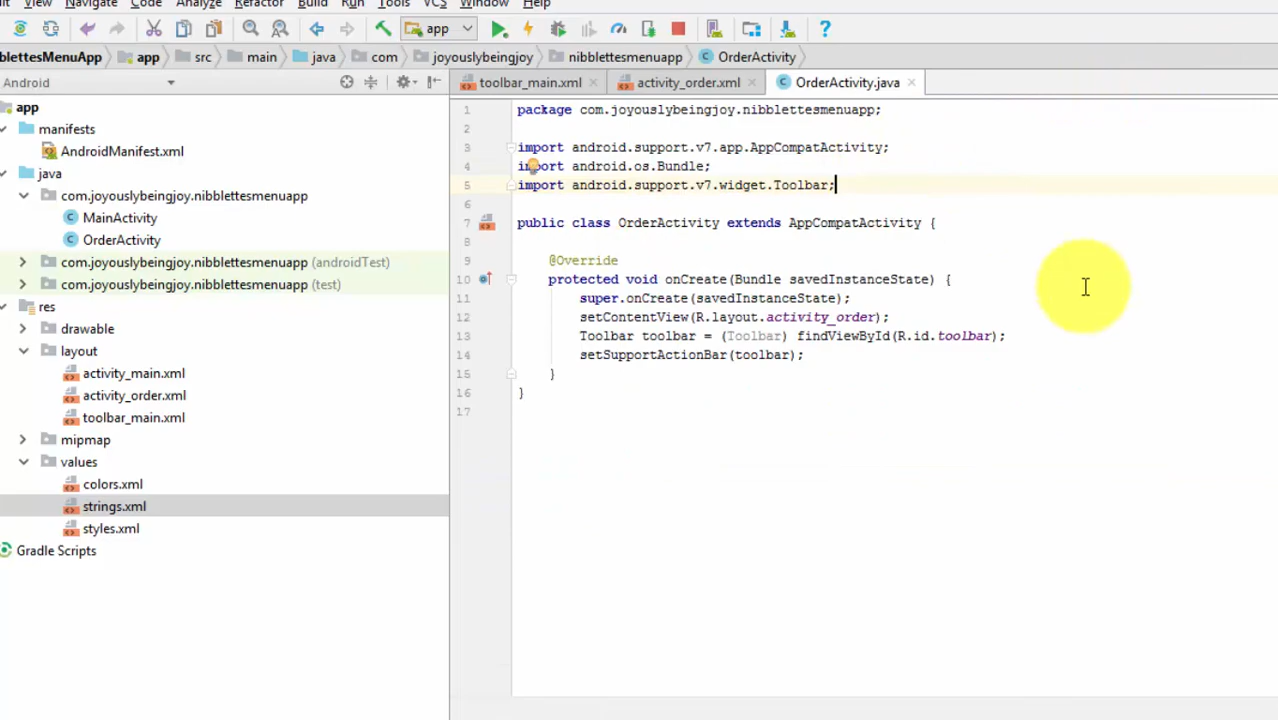 View Navigate Code Analyze Refactor Build Run Tools VCS Window Help
app
nibblettesMenuApp app src main java com joyouslybeingjoy nibblettesmenuapp OrderActivity
Android
toolbar_main.xml activity_order.xml OrderActivity.java
app
manifests
AndroidManifest.xml
java
com.joyouslybeingjoy.nibblettesmenuapp
MainActivity
OrderActivity
com.joyouslybeingjoy.nibblettesmenuapp (androidTest)
com.joyouslybeingjoy.nibblettesmenuapp (test)
res
drawable
layout
activity_main.xml
activity_order.xml
toolbar_main.xml
mipmap
values
colors.xml
strings.xml
styles.xml
Gradle Scripts
1 package com.joyouslybeingjoy.nibblettesmenuapp;
2
3 import android.support.v7.app.AppCompatActivity;
4 import android.os.Bundle;
5 import android.support.v7.widget.Toolbar;
6
7 public class OrderActivity extends AppCompatActivity {
8
9 @Override
10 protected void onCreate(Bundle savedInstanceState) {
11 super.onCreate(savedInstanceState);
12 setContentView(R.layout.activity_order);
13 Toolbar toolbar = (Toolbar) findViewById(R.id.toolbar);
14 setSupportActionBar(toolbar);
15 }
16 }
17